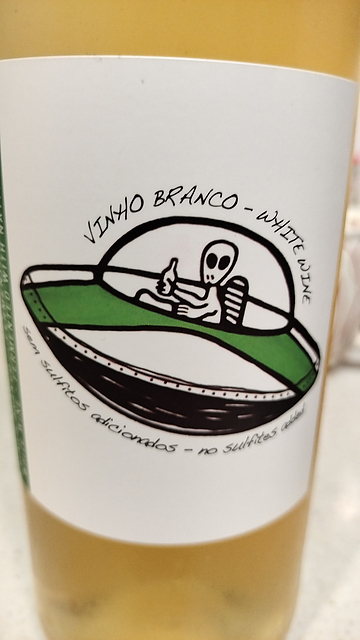 VINHO BRANCO - WHITE WINE
sem sulfitos adicionados - no sulfites added